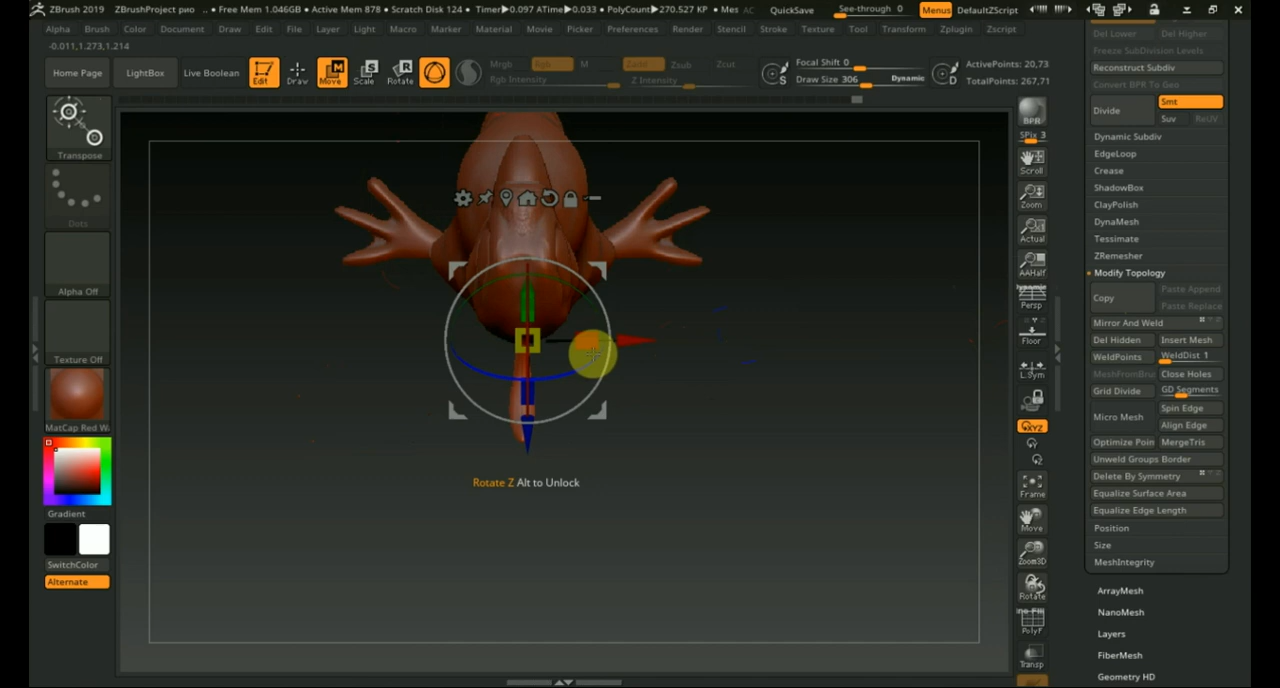 ZBrush 2019 ZBrushProject рио .. • Free Mem 1.046GB • Active Mem 878 • Scratch Disk 124 • Timer▶0.097 ATime▶0.033 • PolyCount▶270.527 KP • Mes AC QuickSave See-through 0 Menus DefaultZScript
Alpha Brush Color Document Draw Edit File Layer Light Macro Marker Material Movie Picker Preferences Render Stencil Stroke Texture Tool Transform Zplugin Zscript
-0.011,1.273,1.214
Home Page LightBox Live Boolean Edit Draw Move Scale Rotate
Mrgb Rgb M Zadd Zsub Zcut
Rgb Intensity Z Intensity
S Focal Shift 0 Draw Size 306 Dynamic D
ActivePoints: 20,73
TotalPoints: 267,71
Transpose
Dots
Alpha Off
Texture Off
MatCap Red Wa
Gradient
SwitchColor
Alternate
Rotate Z Alt to Unlock
BPR
SPix 3
Scroll
Zoom
Actual
AAHalf
Dynamic
Persp
Floor
L.Sym
XYZ
Frame
Move
Zoom3D
Rotate
Line Fill
PolyF
Transp
Del Lower Del Higher
Freeze SubDivision Levels
Reconstruct Subdiv
Convert BPR To Geo
Divide Smt
Suv ReUV
Dynamic Subdiv
EdgeLoop
Crease
ShadowBox
ClayPolish
DynaMesh
Tessimate
ZRemesher
Modify Topology
Copy Paste Append
Paste Replace
Mirror And Weld
Del Hidden Insert Mesh
WeldPoints WeldDist 1
MeshFromBru Close Holes
Grid Divide GD Segments
Micro Mesh Spin Edge
Align Edge
Optimize Poin MergeTris
Unweld Groups Border
Delete By Symmetry
Equalize Surface Area
Equalize Edge Length
Position
Size
MeshIntegrity
ArrayMesh
NanoMesh
Layers
FiberMesh
Geometry HD